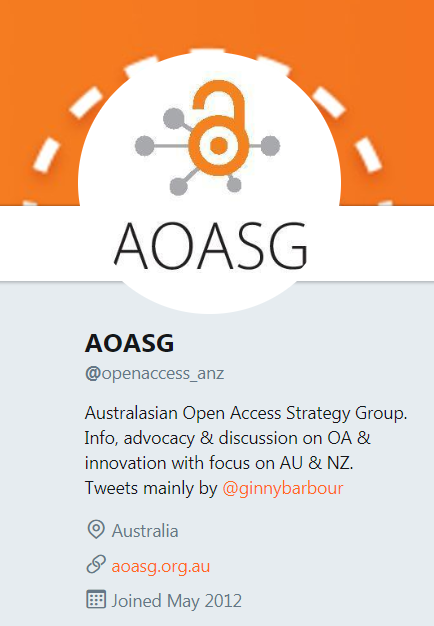 AOASG
AOASG
@openaccess_anz
Australasian Open Access Strategy Group.
Info, advocacy & discussion on OA &
innovation with focus on AU & NZ.
Tweets mainly by @ginnybarbour
Australia
aoasg.org.au
Joined May 2012